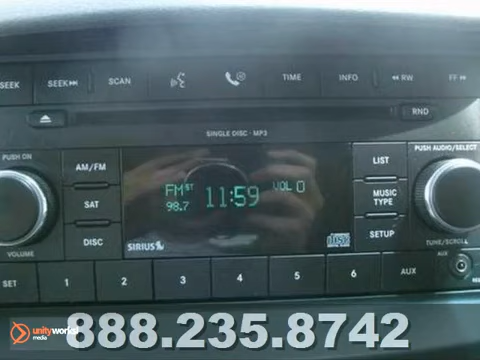 SEEK SEEK SCAN TIME INFO RW FF
RND
SINGLE DISC - MP3
PUSH ON
PUSH AUDIO/SELECT
AM/FM
SAT
DISC
FM ST
98.7
11:59
VOL 0
LIST
MUSIC
TYPE
SETUP
VOLUME
SIRIUS
TUNE/SCROLL
SET 1 2 3 4 5 6 AUX
AUX
unityworks!
media
888.235.8742